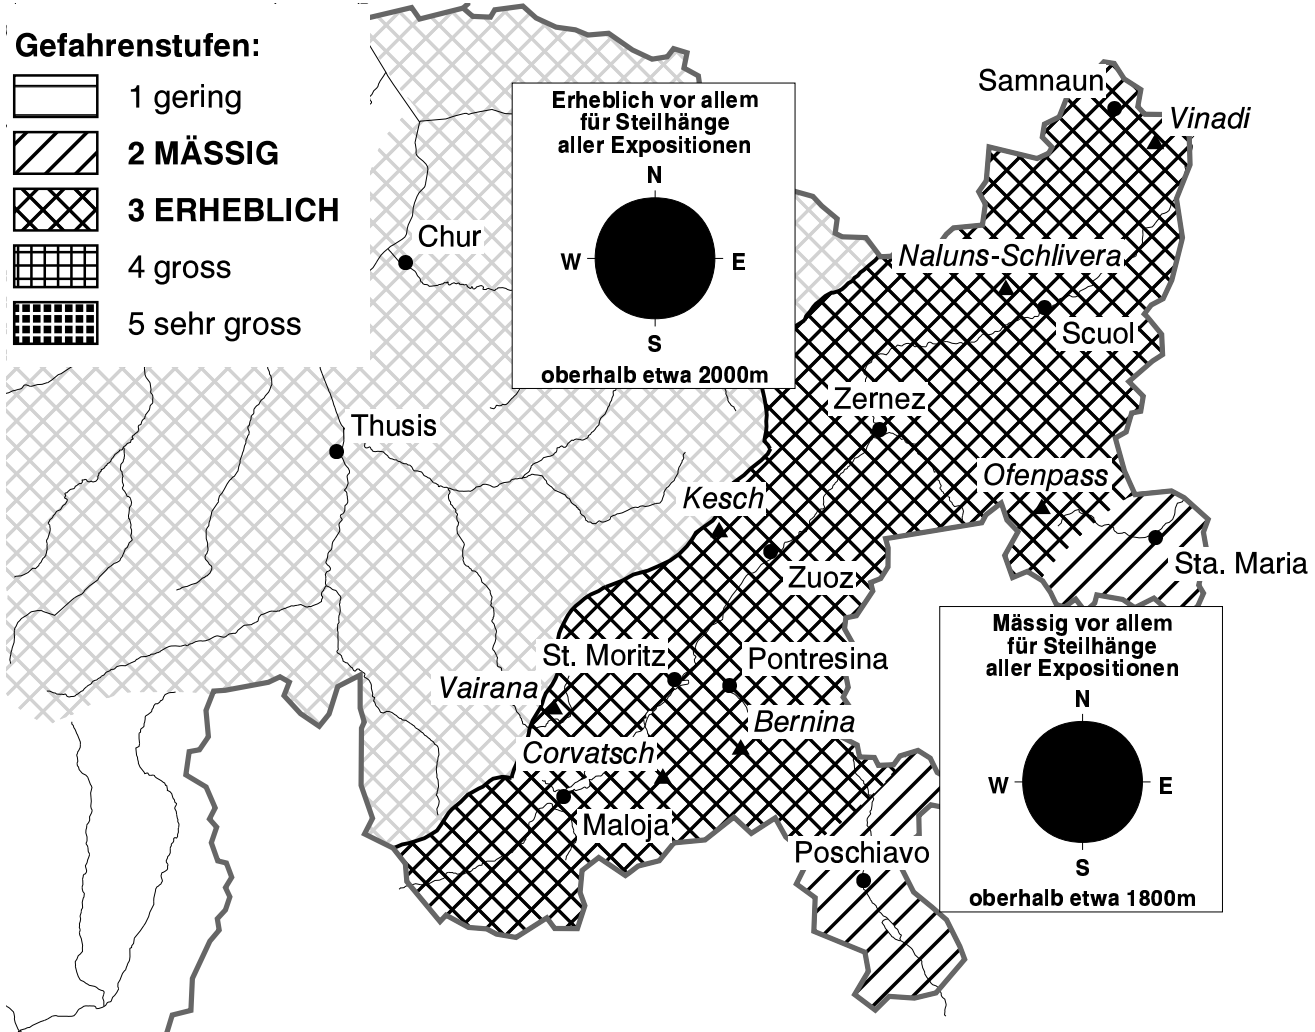 Gefahrenstufen:
1 gering
2 MÄSSIG
3 ERHEBLICH
4 gross
5 sehr gross
Erheblich vor allem
für Steilhänge
aller Expositionen
N
W
E
S
oberhalb etwa 2000m
Samnaun
Vinadi
Chur
Naluns-Schlivera
Scuol
Zernez
Thusis
Ofenpass
Kesch
Sta. Maria
Zuoz
St. Moritz
Pontresina
Vairana
Bernina
Corvatsch
Maloja
Poschiavo
Mässig vor allem
für Steilhänge
aller Expositionen
N
W
E
S
oberhalb etwa 1800m